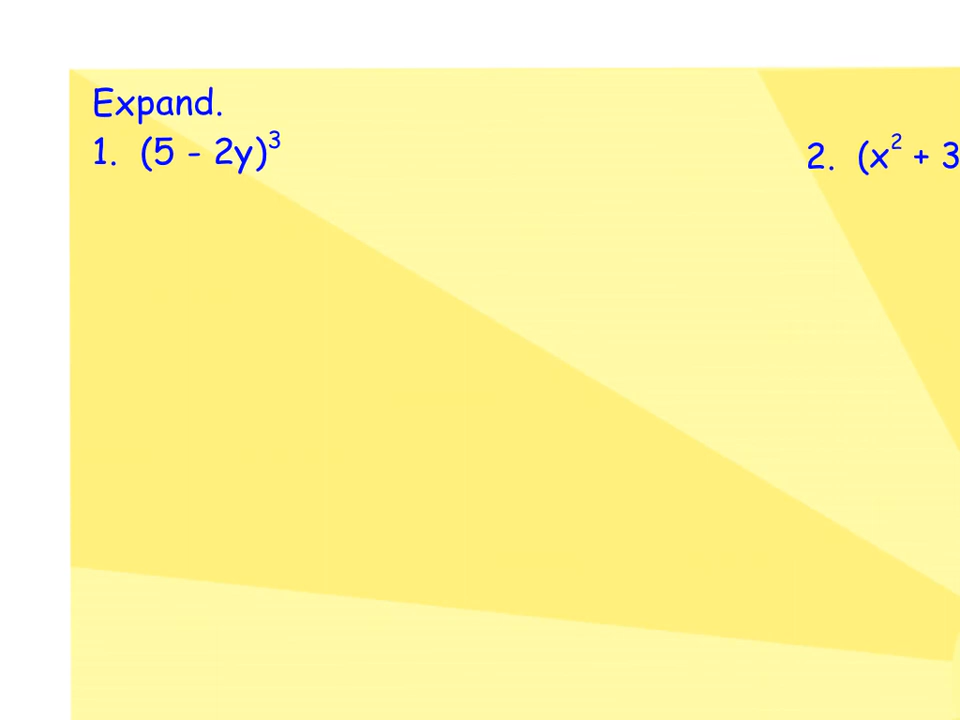 Expand.
1. (5 - 2y)³
2. (x² + 3